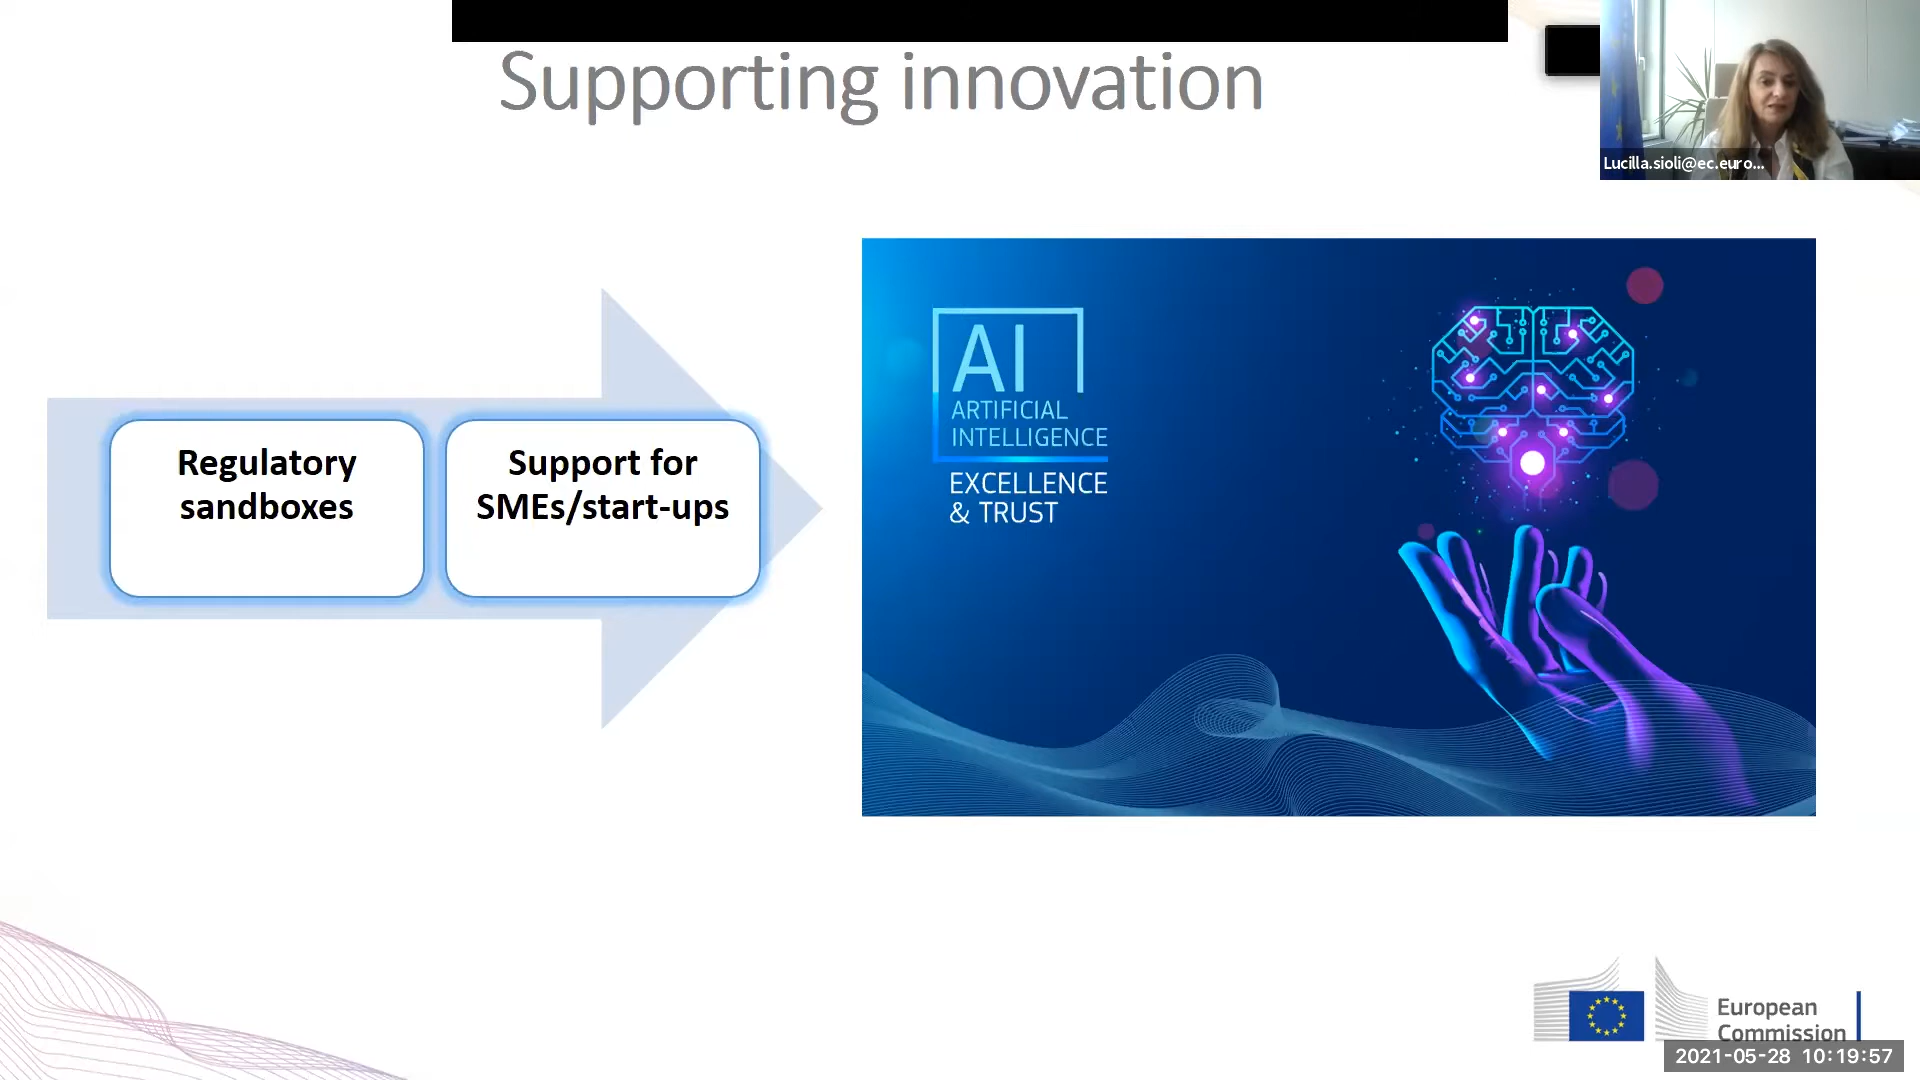 Supporting innovation
Lucilla.sioli@ec.euro...
Regulatory
sandboxes
Support for
SMEs/start-ups
AI
ARTIFICIAL
INTELLIGENCE
EXCELLENCE
& TRUST
European
Commission
2021-05-28 10:19:57